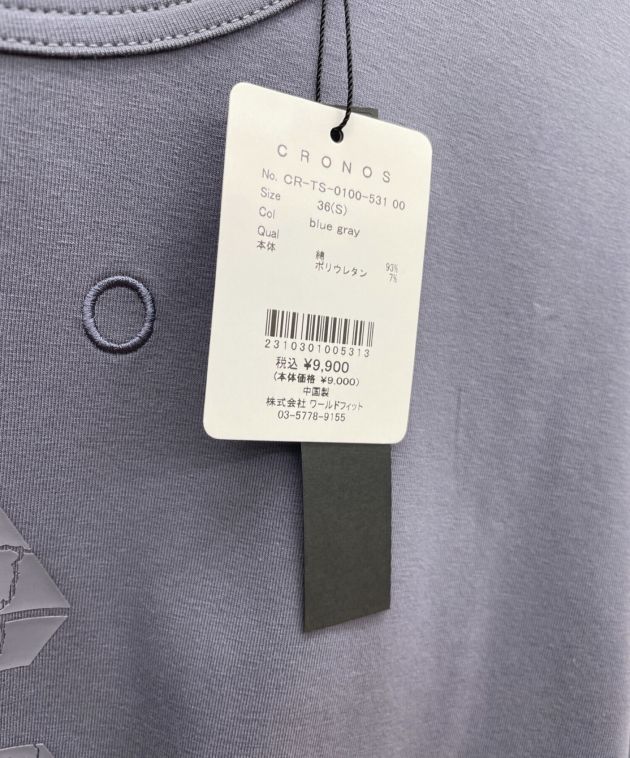 CRONOS
No. CR-TS-0100-531 00
Size 36(S)
Col blue gray
Qual
本体 綿 93%
ポリウレタン 7%
2310301005313
税込 ¥9,900
(本体価格 ¥9,000)
中国製
株式会社 ワールドフィット
03-5778-9155